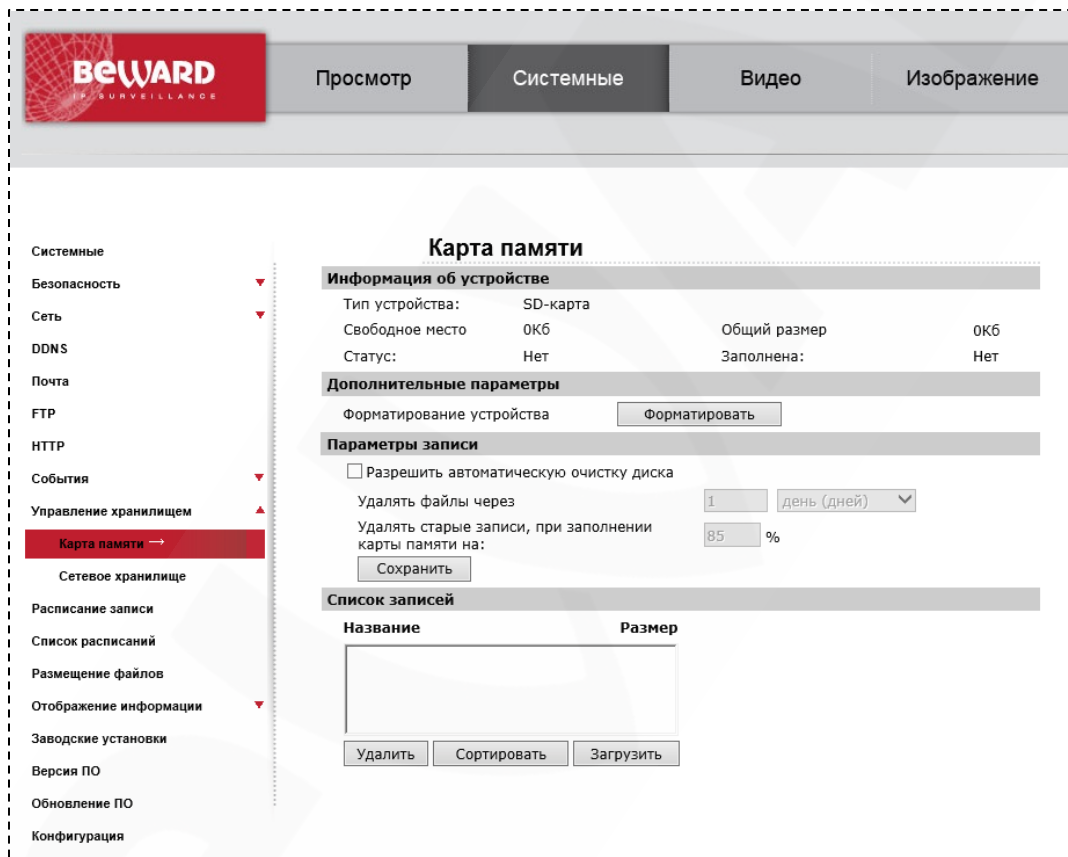 BEWARD
IP SURVEILLANCE
Просмотр
Системные
Видео
Изображение
Системные
Безопасность
Сеть
DDNS
Почта
FTP
HTTP
События
Управление хранилищем
Карта памяти →
Сетевое хранилище
Расписание записи
Список расписаний
Размещение файлов
Отображение информации
Заводские установки
Версия ПО
Обновление ПО
Конфигурация
Карта памяти
Информация об устройстве
Тип устройства: SD-карта
Свободное место 0Кб Общий размер 0Кб
Статус: Нет Заполнена: Нет
Дополнительные параметры
Форматирование устройства Форматировать
Параметры записи
Разрешить автоматическую очистку диска
Удалять файлы через 1 день (дней)
Удалять старые записи, при заполнении
карты памяти на: 85 %
Сохранить
Список записей
Название Размер
Удалить Сортировать Загрузить